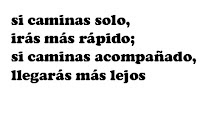 si caminas solo,
irás más rápido;
si caminas acompañado,
llegarás más lejos